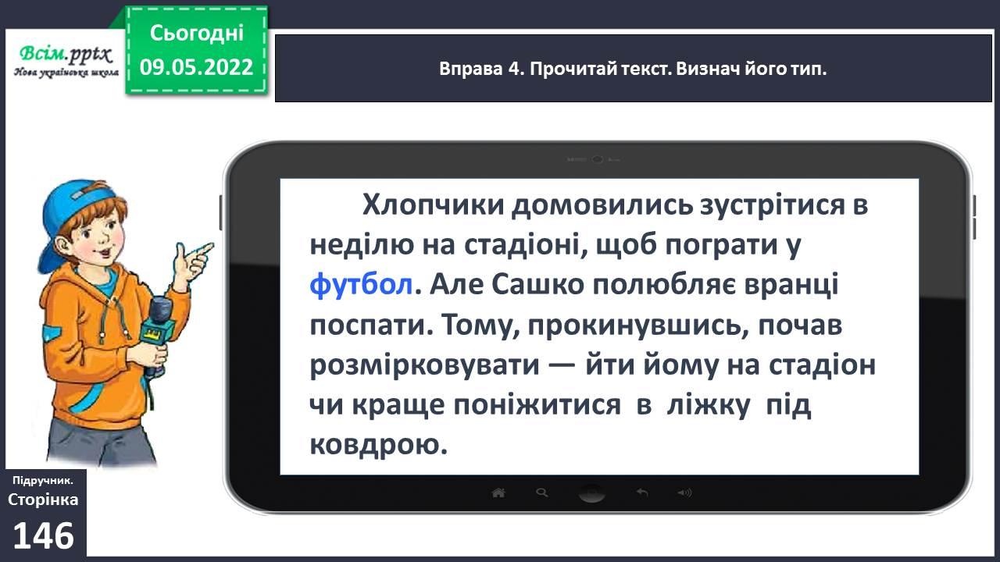 Всім.pptx
Нова українська школа
Сьогодні
09.05.2022
Вправа 4. Прочитай текст. Визнач його тип.
Хлопчики домовились зустрітися в
неділю на стадіоні, щоб пограти у
футбол. Але Сашко полюбляє вранці
поспати. Тому, прокинувшись, почав
розмірковувати — йти йому на стадіон
чи краще поніжитися в ліжку під
ковдрою.
Підручник.
Сторінка
146